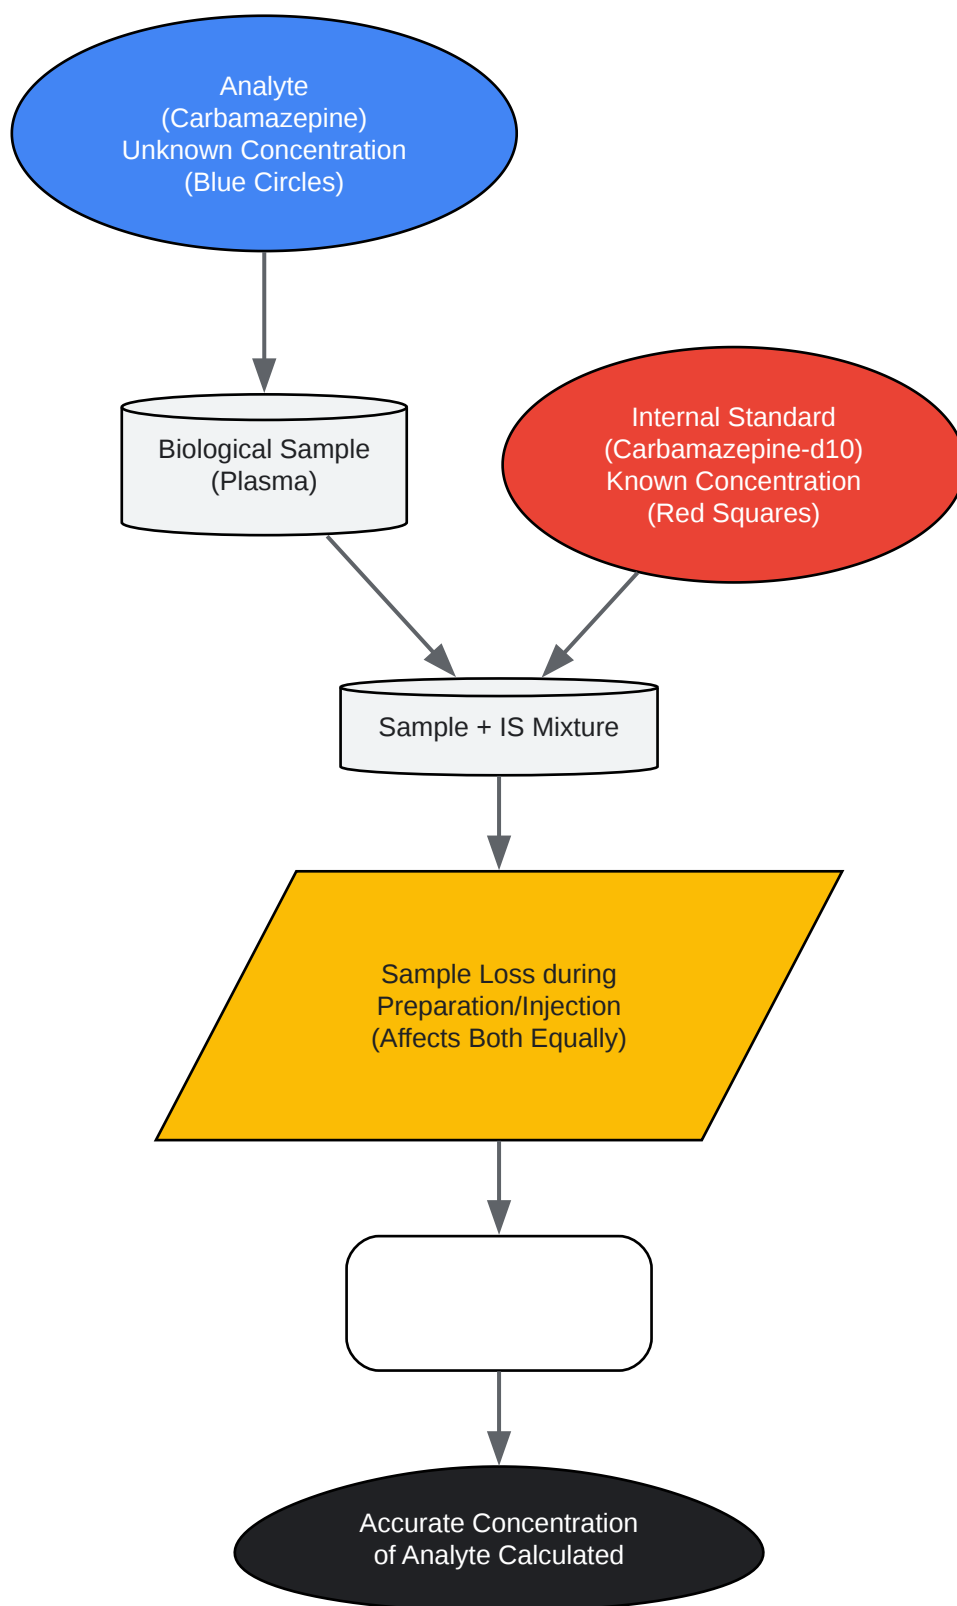 Analyte
(Carbamazepine)
Unknown Concentration
(Blue Circles)
Biological Sample
(Plasma)
Internal Standard
(Carbamazepine-d10)
Known Concentration
(Red Squares)
Sample + IS Mixture
Sample Loss during
Preparation/Injection
(Affects Both Equally)
Accurate Concentration
of Analyte Calculated